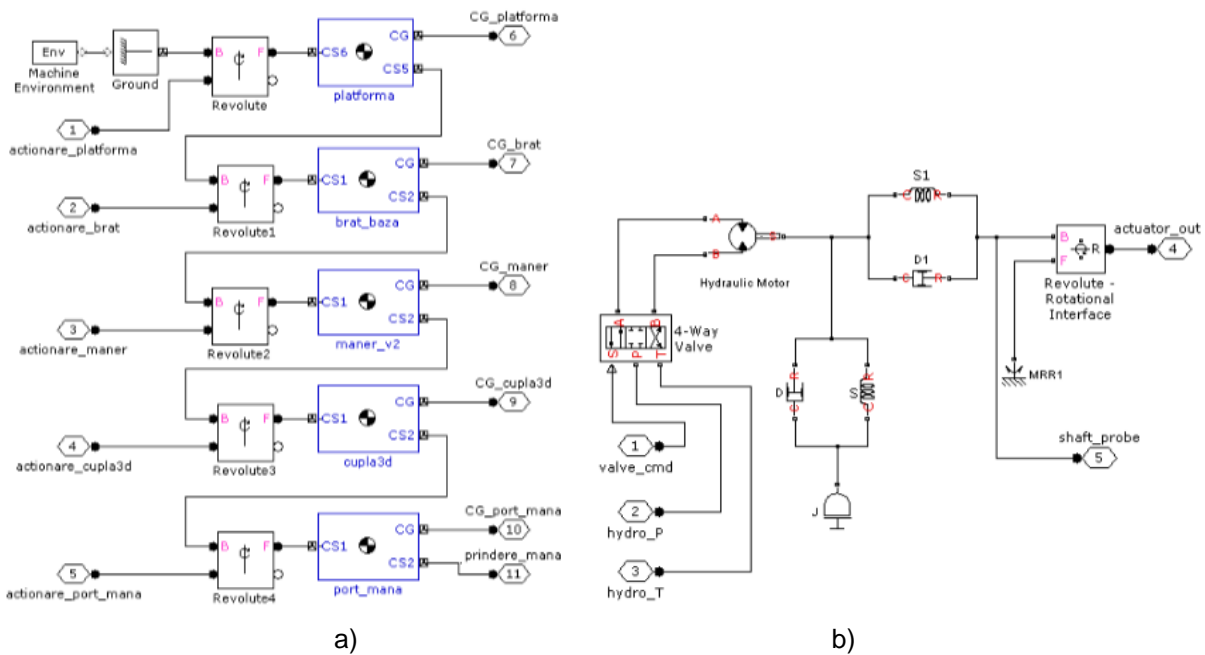 CG_platforma
6
Env
Machine
Environment
Ground
B F
Revolute
CS6 CG
CS5
platforma
1
actionare_platforma
CG_brat
7
B F
Revolute1
CS1 CG
CS2
brat_baza
2
actionare_brat
CG_maner
8
B F
Revolute2
CS1 CG
CS2
maner_v2
3
actionare_maner
CG_cupla3d
9
B F
Revolute3
CS1 CG
CS2
cupla3d
4
actionare_cupla3d
CG_port_mana
10
prindere_mana
11
B F
Revolute4
CS1 CG
CS2
port_mana
5
actionare_port_mana
a)
S1
C R
A
B
S
Hydraulic Motor
D1
C R
B
F
R
actuator_out
4
Revolute -
Rotational
Interface
A B
S P T
4-Way
Valve
MRR1
R
D
C
R
S
C
1
valve_cmd
shaft_probe
5
2
hydro_P
J
3
hydro_T
b)